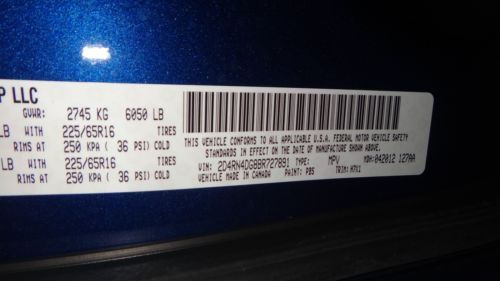 P LLC
GVWR: 2745 KG 6050 LB
LB WITH 225/65R16 TIRES
RIMS AT 250 KPA ( 36 PSI) COLD
LB WITH 225/65R16 TIRES
RIMS AT 250 KPA ( 36 PSI) COLD
THIS VEHICLE CONFORMS TO ALL APPLICABLE U.S.A. FEDERAL MOTOR VEHICLE SAFETY
STANDARDS IN EFFECT ON THE DATE OF MANUFACTURE SHOWN ABOVE.
VIN: 2D4RN4DG8BR727881 TYPE: MPV MDH: 042012 127AA
VEHICLE MADE IN CANADA PAINT: PB5 TRIM: H7X1